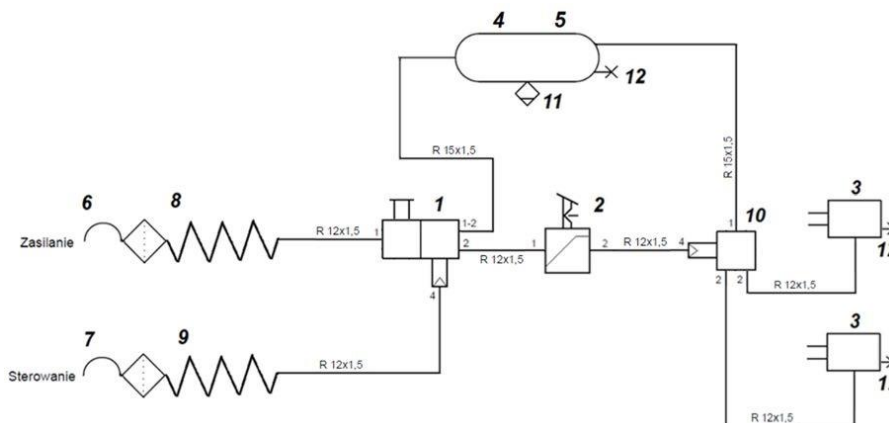 4 5
12
11
R 15x1,5
R 15x1,5
6 8 1 2 10 3
Zasilanie
R 12x1,5
1 1-2
2
R 12x1,5
1 2
R 12x1,5
4
1
2 2
R 12x1,5
4
7 9 3
Sterowanie
R 12x1,5
R 12x1,5